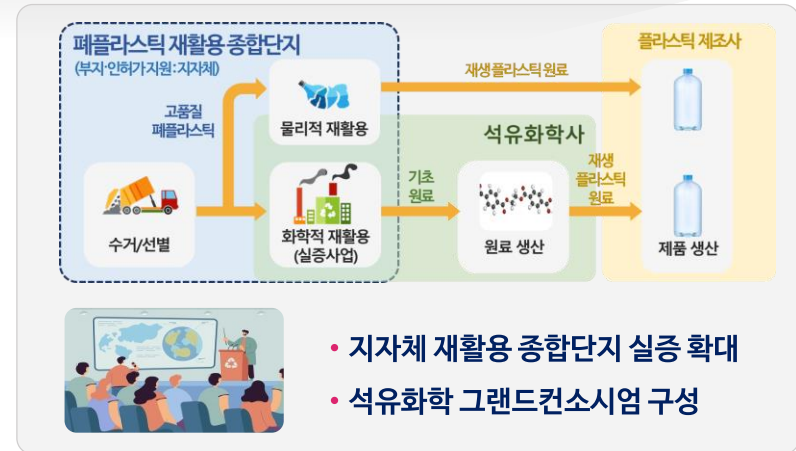 폐플라스틱 재활용 종합단지
(부지·인허가 지원:지자체)
플라스틱 제조사
재생플라스틱 원료
고품질
폐플라스틱
물리적 재활용
석유화학사
기초
원료
재생
플라스틱
원료
수거/선별
화학적 재활용
(실증사업)
원료 생산
제품 생산
• 지자체 재활용 종합단지 실증 확대
• 석유화학 그랜드컨소시엄 구성